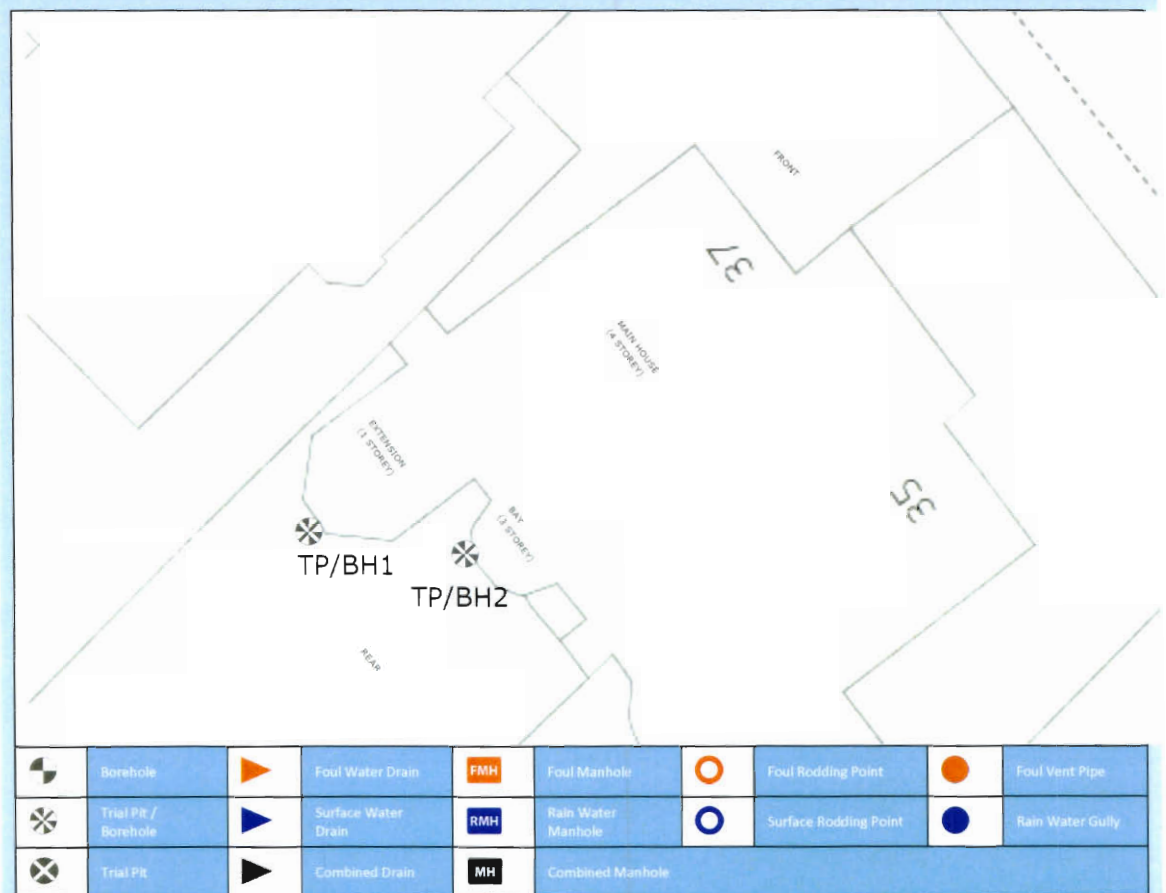 FRONT
37
MAIN HOUSE
(4 STOREY)
EXTENSION
(1 STOREY)
35
BAY
TP/BH1
TP/BH2
REAR
Borehole
Foul Water Drain
FMH
Foul Manhole
Foul Rodding Point
Foul Vent Pipe
Trial Pit /
Borehole
Surface Water
Drain
RMH
Rain Water
Manhole
Surface Rodding Point
Rain Water Gully
Trial Pit
Combined Drain
MH
Combined Manhole